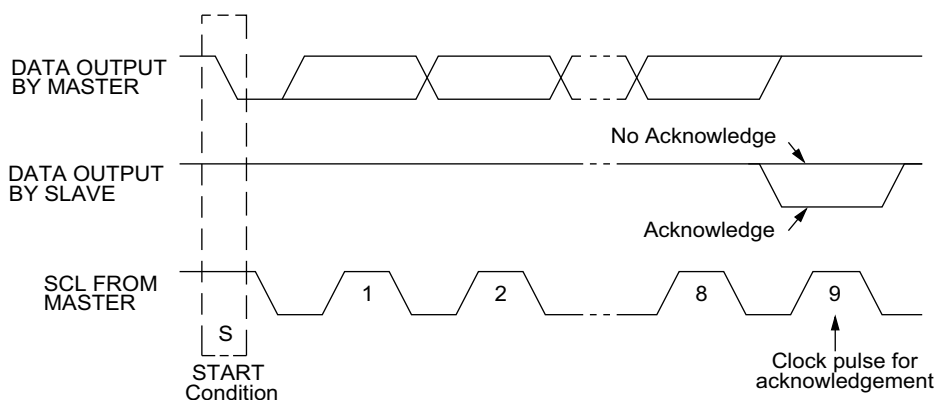 DATA OUTPUT
BY MASTER
No Acknowledge
DATA OUTPUT
BY SLAVE
Acknowledge
SCL FROM
MASTER
1
2
8
9
S
START
Condition
Clock pulse for
acknowledgement